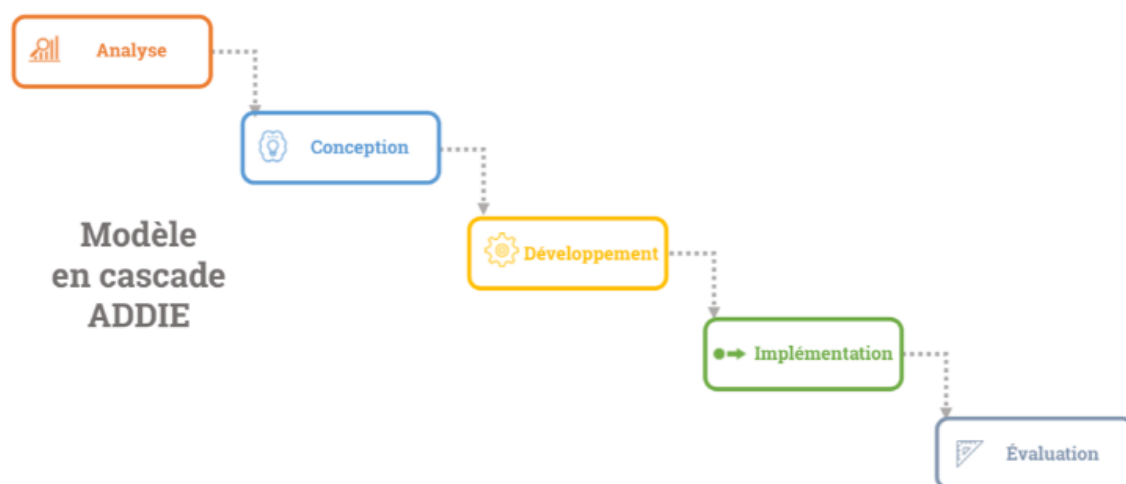 Analyse
Conception
Modèle
en cascade
ADDIE
Développement
Implémentation
Évaluation